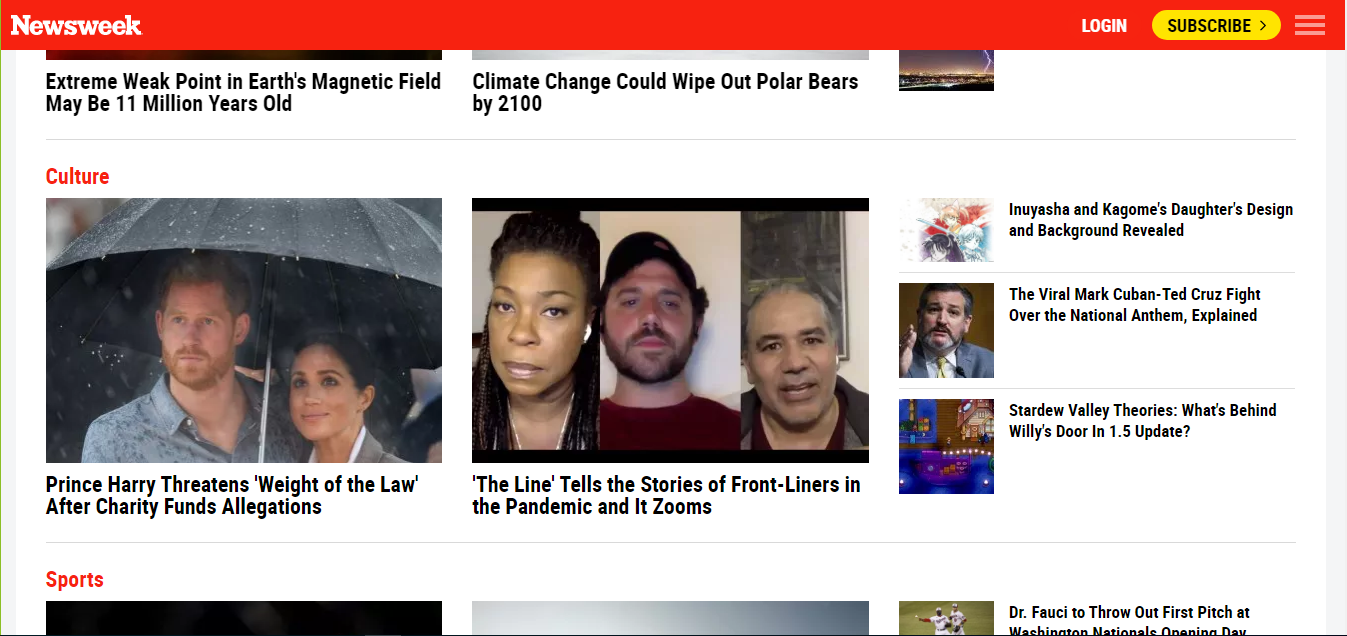 Newsweek
LOGIN
SUBSCRIBE >
Extreme Weak Point in Earth's Magnetic Field
May Be 11 Million Years Old
Climate Change Could Wipe Out Polar Bears
by 2100
Culture
Prince Harry Threatens 'Weight of the Law'
After Charity Funds Allegations
'The Line' Tells the Stories of Front-Liners in
the Pandemic and It Zooms
Inuyasha and Kagome's Daughter's Design
and Background Revealed
The Viral Mark Cuban-Ted Cruz Fight
Over the National Anthem, Explained
Stardew Valley Theories: What's Behind
Willy's Door In 1.5 Update?
Sports
Dr. Fauci to Throw Out First Pitch at
Washington Nationals Opening Day